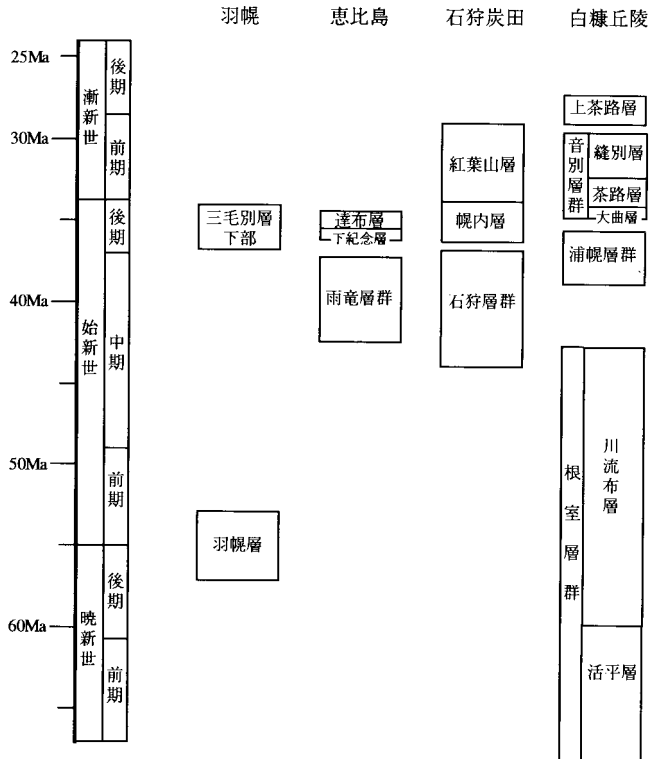 羽幌 恵比島 石狩炭田 白糠丘陵
25Ma
30Ma
40Ma
50Ma
60Ma
漸新世
後期
前期
始新世
後期
中期
前期
暁新世
後期
前期
三毛別層
下部
羽幌層
達布層
下紀念層
雨竜層群
紅葉山層
幌内層
石狩層群
上茶路層
音別層群
縫別層
茶路層
大曲層
浦幌層群
根室層群
川流布層
活平層